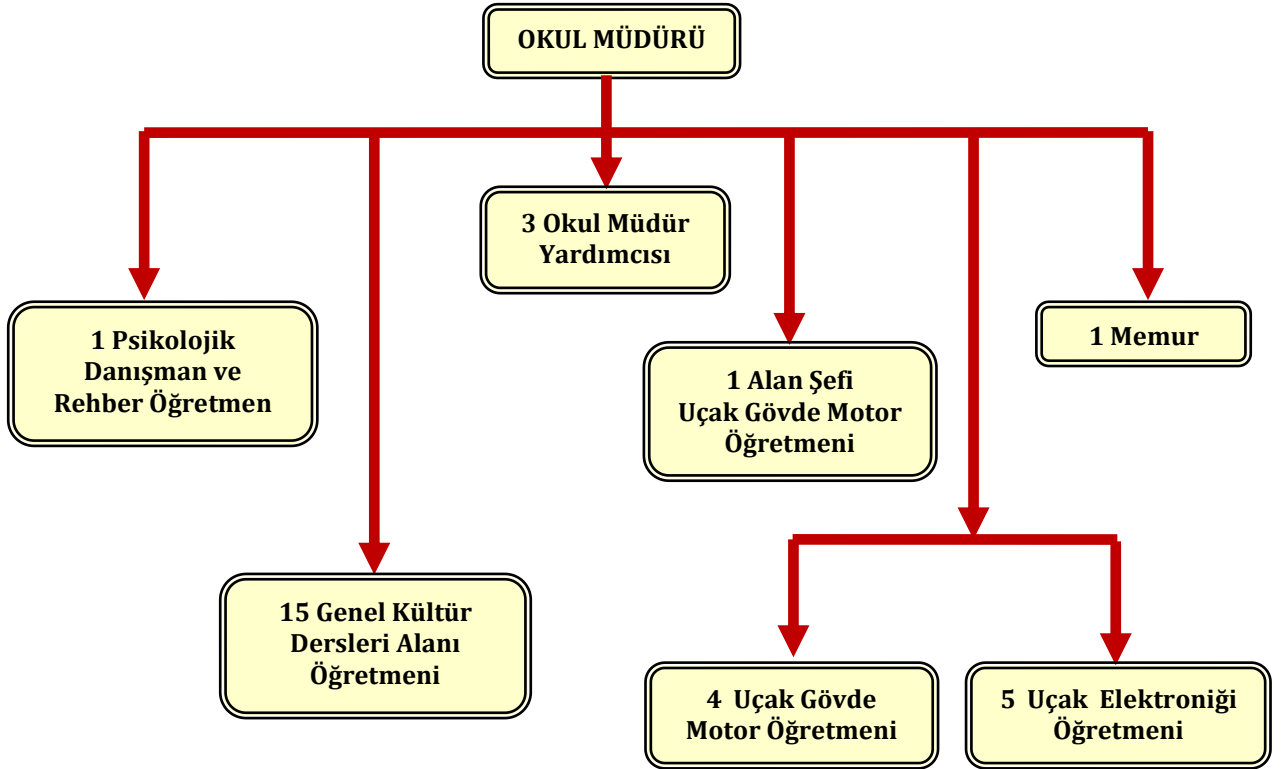 OKUL MÜDÜRÜ
3 Okul Müdür
Yardımcısı
1 Psikolojik
Danışman ve
Rehber Öğretmen
1 Memur
1 Alan Şefi
Uçak Gövde Motor
Öğretmeni
15 Genel Kültür
Dersleri Alanı
Öğretmeni
4 Uçak Gövde
Motor Öğretmeni
5 Uçak Elektroniği
Öğretmeni